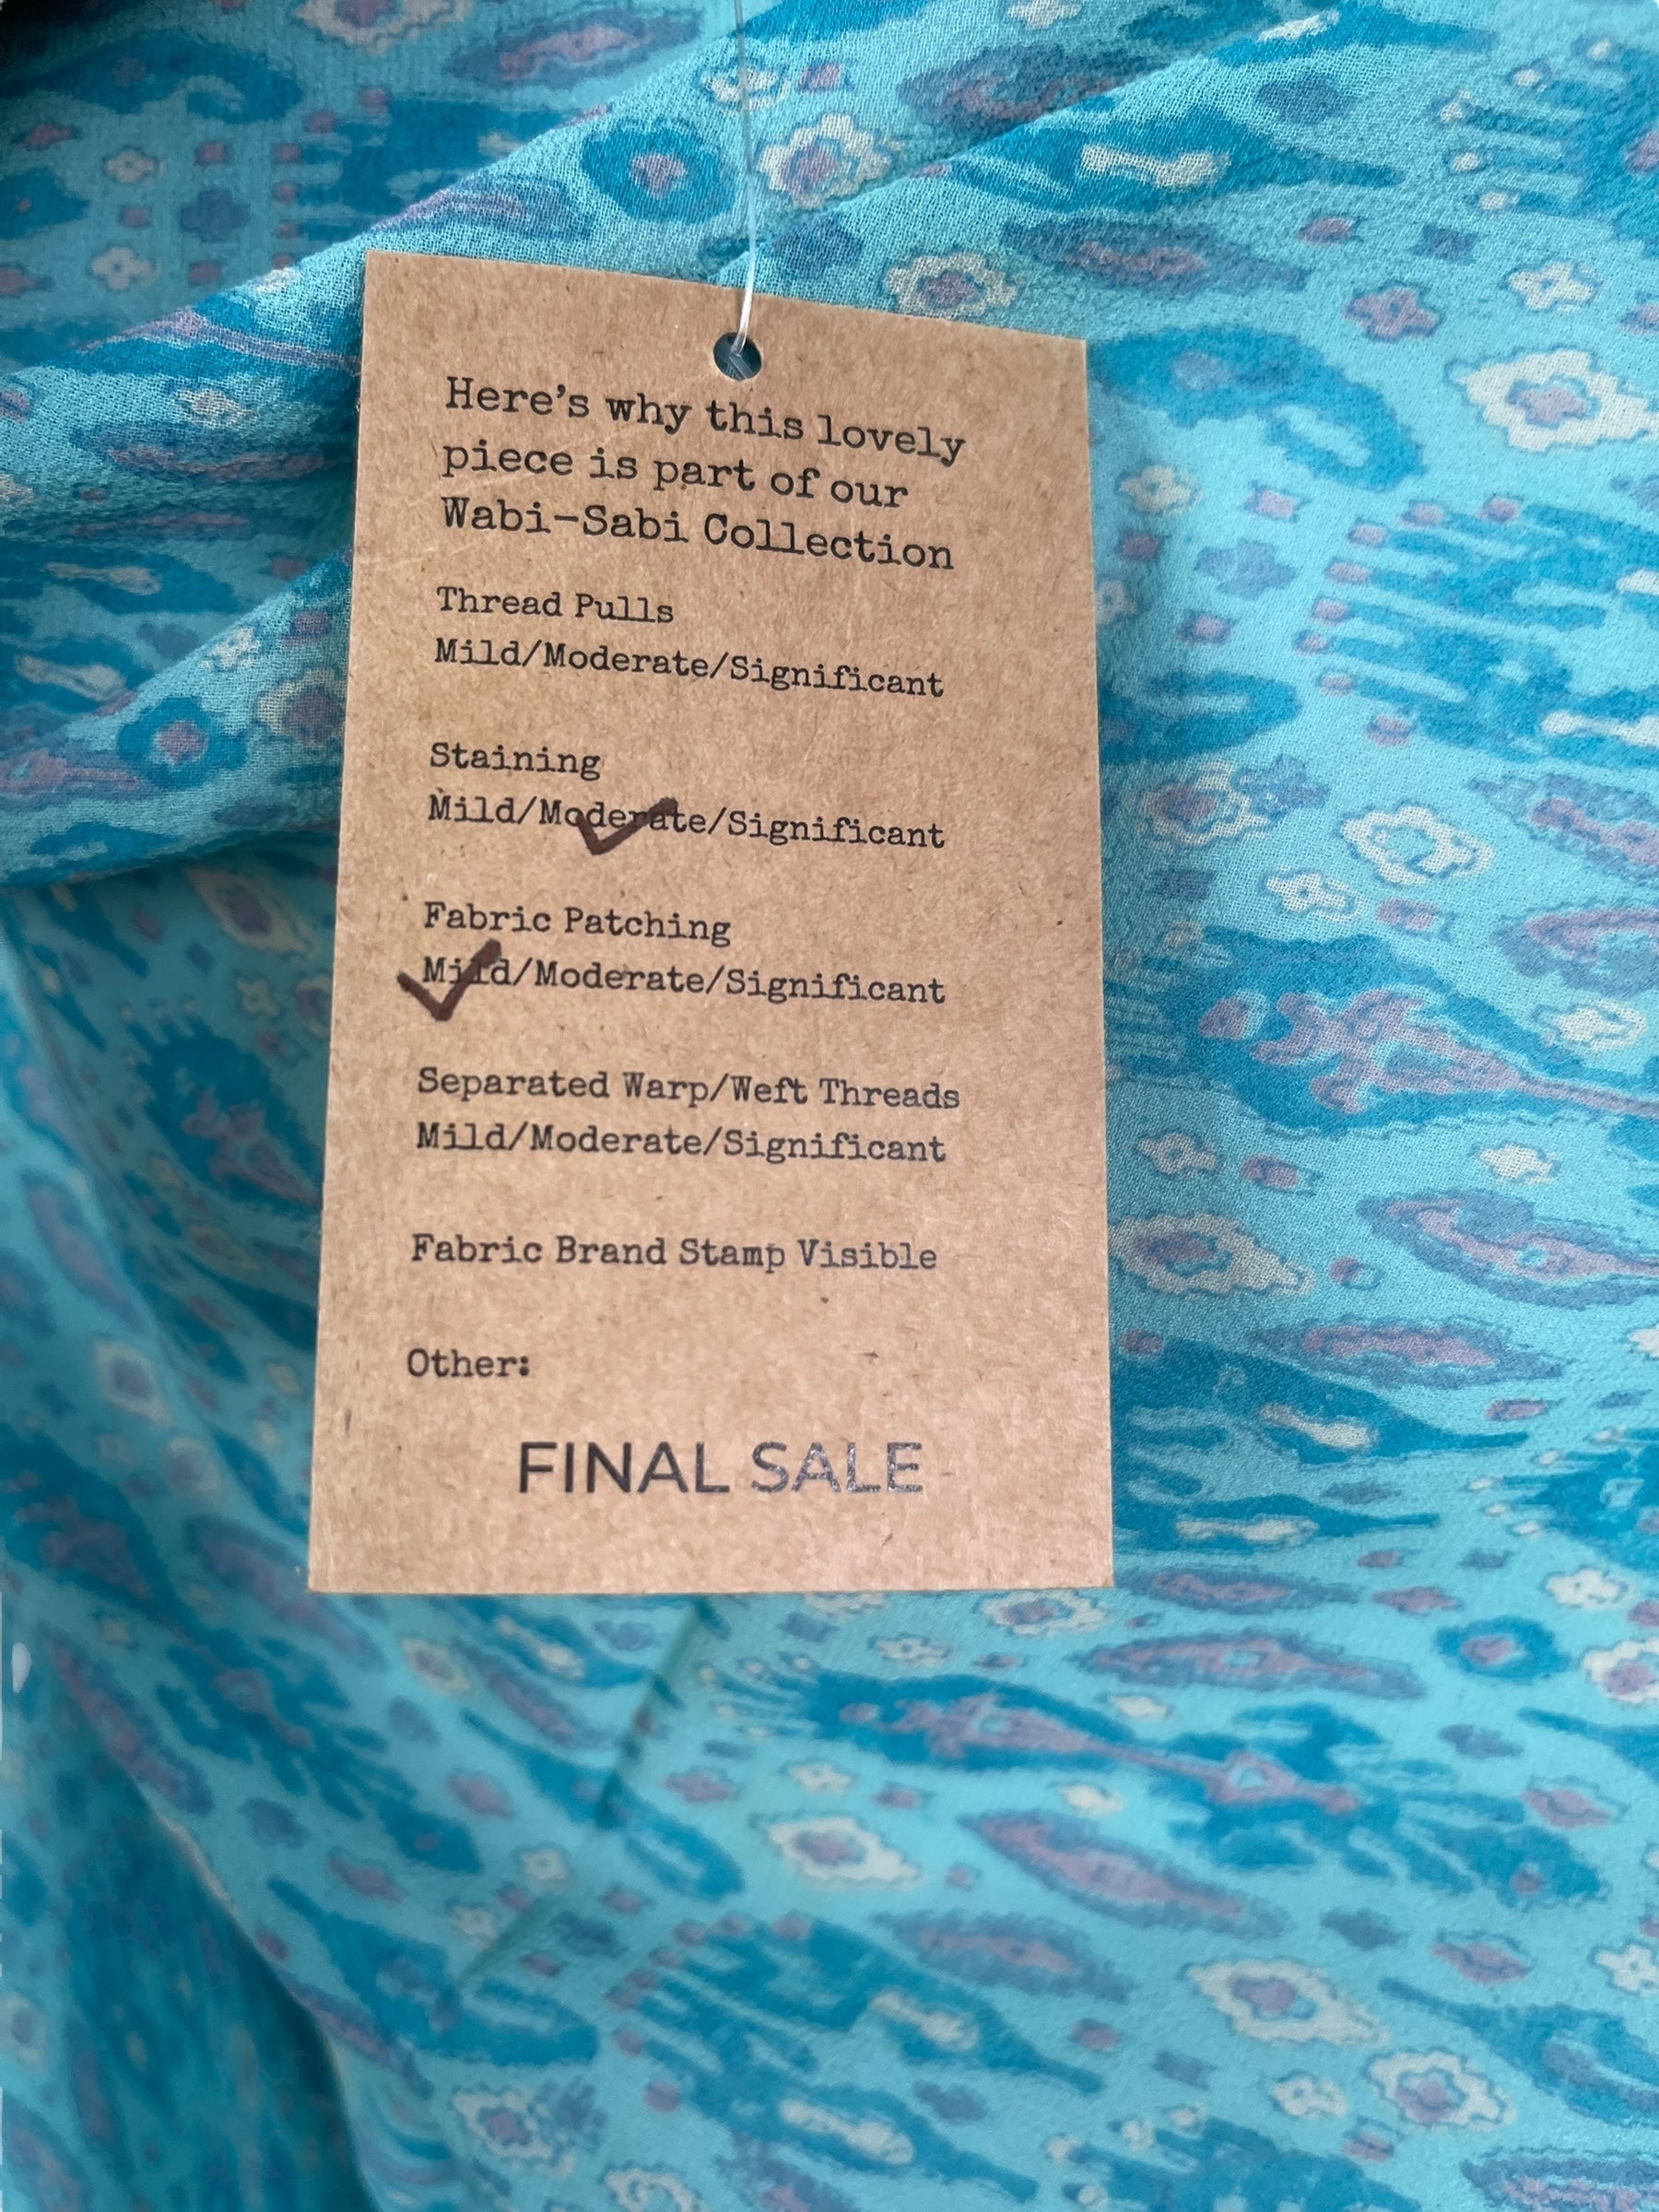 Here's why this lovely
piece is part of our
Wabi-Sabi Collection
Thread Pulls
Mild/Moderate/Significant
Staining
Mild/Moderate/Significant
Fabric Patching
Mild/Moderate/Significant
Separated Warp/Weft Threads
Mild/Moderate/Significant
Fabric Brand Stamp Visible
Other:
FINAL SALE